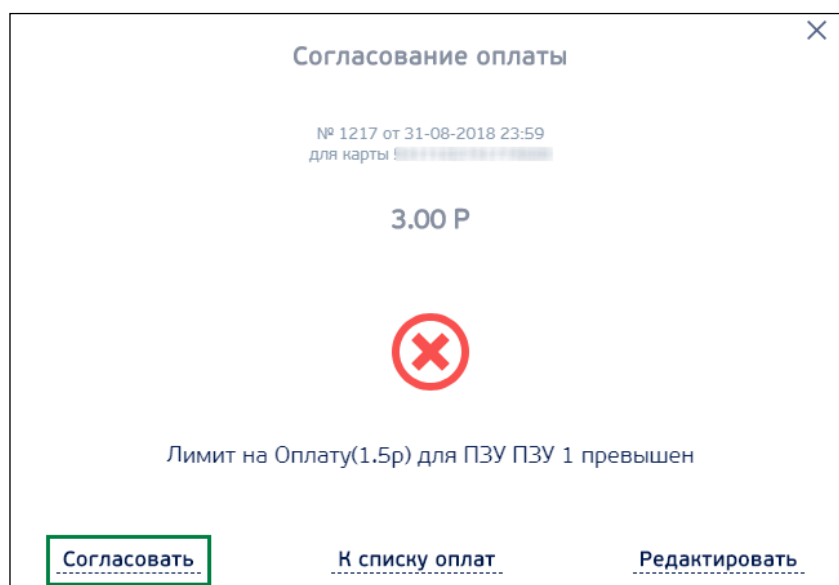 Согласование оплаты
№ 1217 от 31-08-2018 23:59
для карты
3.00 Р
Лимит на Оплату(1.5р) для ПЗУ ПЗУ 1 превышен
Согласовать К списку оплат Редактировать